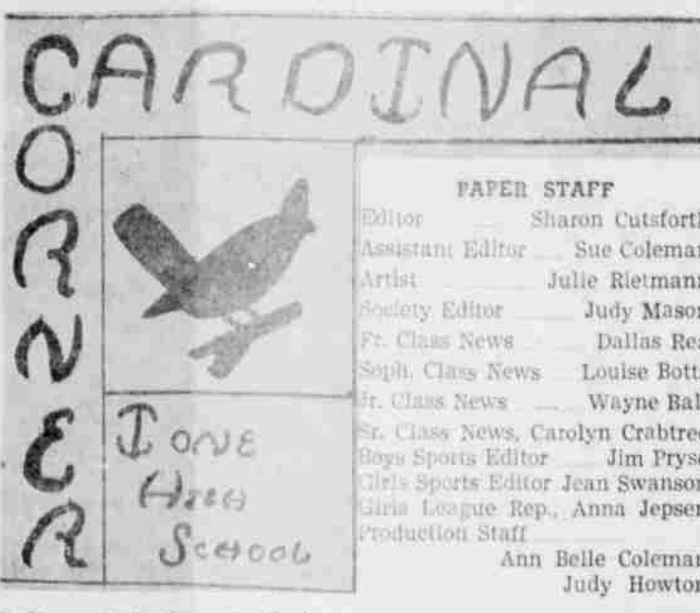 CARDINAL
CORNER
IONE
HIGH
SCHOOL
PAPER STAFF
Editor Sharon Cutsfort
Assistant Editor Sue Coleman
Artist Julie Rietmann
Society Editor Judy Mason
Fr. Class News Dallas Rea
Soph. Class News Louise Bott
Jr. Class News Wayne Bal
Sr. Class News, Carolyn Crabtree
Boys Sports Editor Jim Pryse
Girls Sports Editor Jean Swanson
Girls League Rep., Anna Jepsen
Production Staff
Ann Belle Coleman
Judy Howton